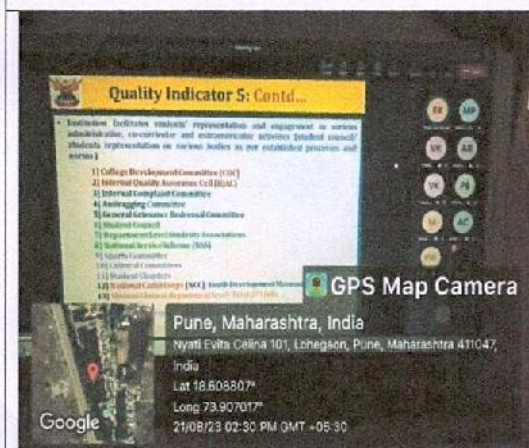 Quality Indicator 5: Contd...
• Institution facilitates students' representation and engagement in various
administrative, co-curricular and extracurricular activities (student council/
students representation on various bodies as per established processes and
norms)
1] College Development Committee (CDC)
2] Internal Quality Assurance Cell (IQAC)
3] Internal Complaint Committee
4] Antiragging Committee
5] General Grievance Redressal Committee
6] Student Council
7] Department Level Students Associations
8] National Service Scheme (NSS)
9] Sports Committee
10] Cultural Committees
11] Student Chapters
12] National Cadet Corps (NCC)
VK
AC
GPS Map Camera
Pune, Maharashtra, India
Nyati Evita Celina 101, Lohegaon, Pune, Maharashtra 411047,
India
Lat 18.608807°
Long 73.907017°
21/08/23 02:30 PM GMT +05:30
Google